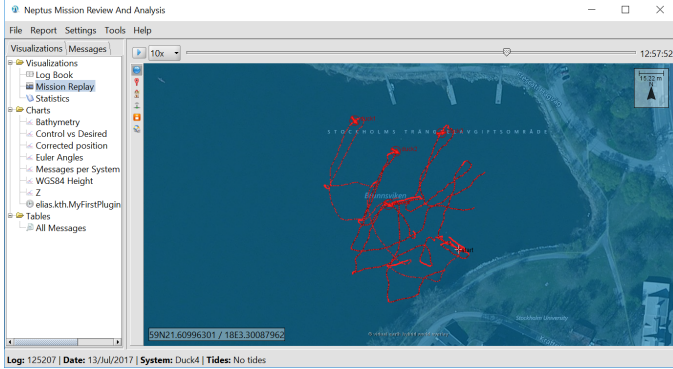 Neptus Mission Review And Analysis
File Report Settings Tools Help
Visualizations Messages
10x
12:57:52
Visualizations
Log Book
Mission Replay
Statistics
Charts
Bathymetry
Control vs Desired
Corrected position
Euler Angles
Messages per System
WGS84 Height
Z
elias.kth.MyFirstPlugin
Tables
All Messages
15.22 m
N
STOCKHOLMS TRÄNGSELAVGIFTSOMRÅDE
Brunnsviken
Stockholm University
59N21.60996301 / 18E3.30087962
Log: 125207 | Date: 13/Jul/2017 | System: Duck4 | Tides: No tides